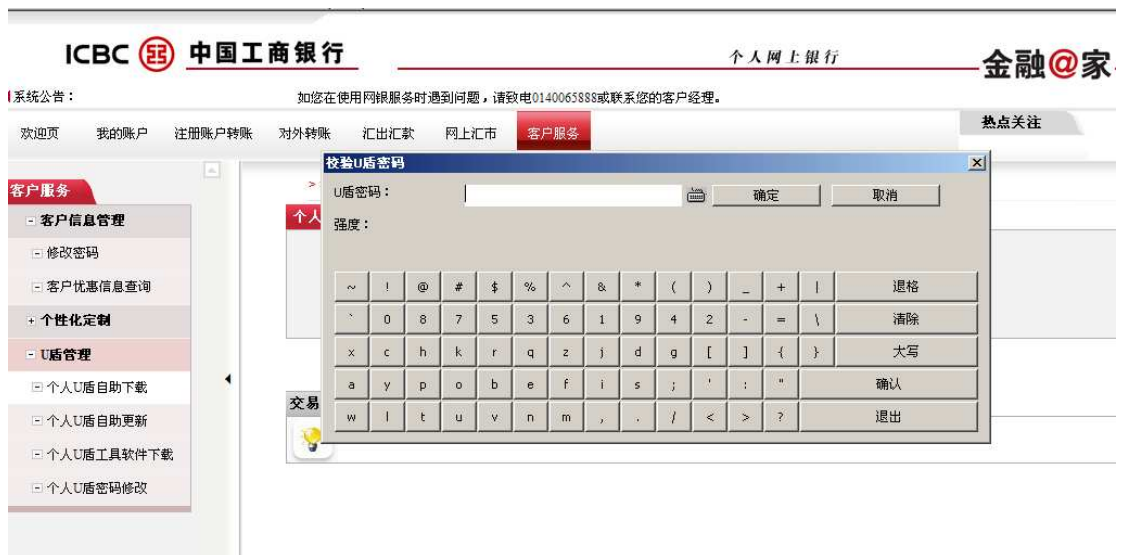 ICBC 中国工商银行
个人网上银行
金融@家
系统公告：
如您在使用网银服务时遇到问题，请致电0140065888或联系您的客户经理。
欢迎页 我的账户 注册账户转账 对外转账 汇出汇款 网上汇市 客户服务
热点关注
客户服务
客户信息管理
修改密码
客户优惠信息查询
个性化定制
U盾管理
个人U盾自助下载
个人U盾自助更新
个人U盾工具软件下载
个人U盾密码修改
>
个人
交易
校验U盾密码
U盾密码： 确定 取消
强度：
~ ! @ # $ % ^ & * ( ) _ + | 退格
` 0 8 7 5 3 6 1 9 4 2 - = \ 清除
x c h k r q z j d g [ ] { } 大写
a y p o b e f i s ; ' : " 确认
w l t u v n m , . / < > ? 退出